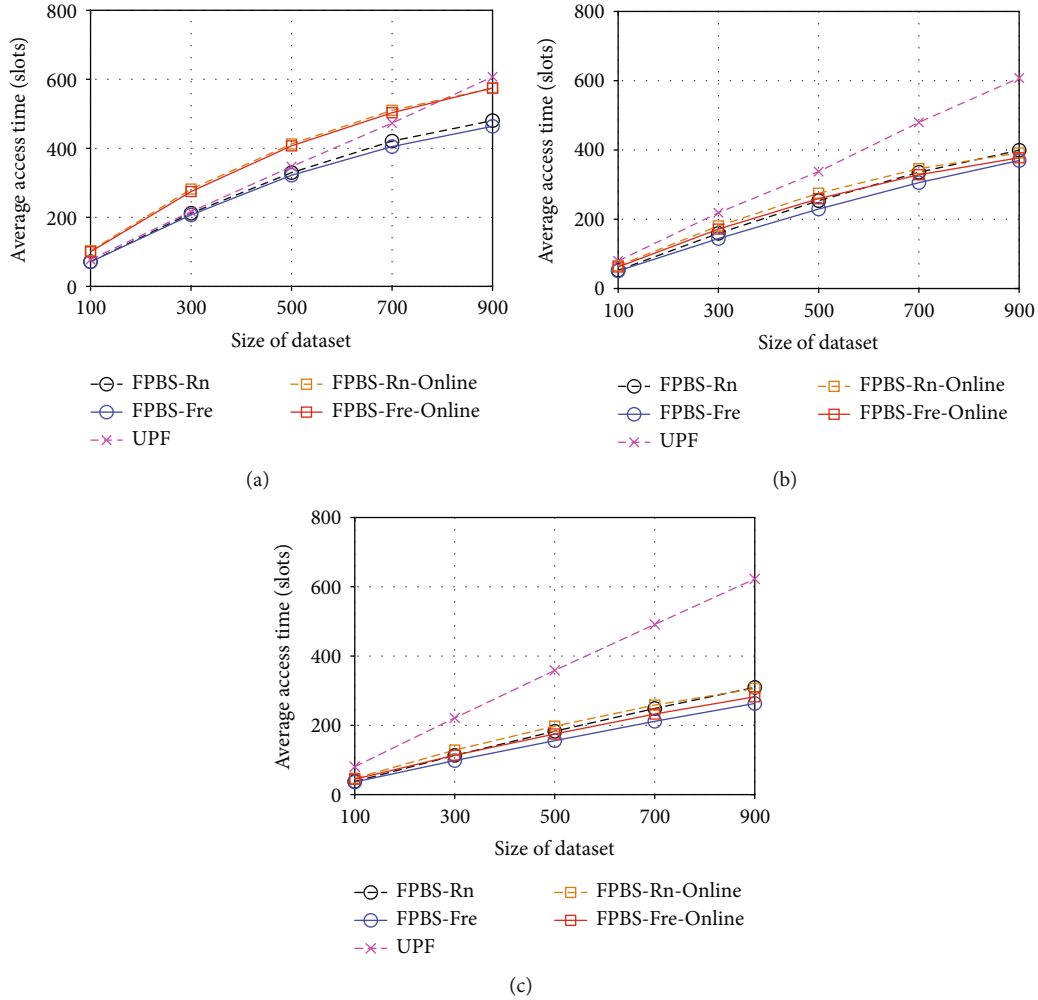 800
600
400
200
0
Average access time (slots)
100 300 500 700 900
Size of dataset
FPBS-Rn FPBS-Rn-Online
FPBS-Fre FPBS-Fre-Online
UPF
(a)
800
600
400
200
0
Average access time (slots)
100 300 500 700 900
Size of dataset
FPBS-Rn FPBS-Rn-Online
FPBS-Fre FPBS-Fre-Online
UPF
(b)
800
600
400
200
0
Average access time (slots)
100 300 500 700 900
Size of dataset
FPBS-Rn FPBS-Rn-Online
FPBS-Fre FPBS-Fre-Online
UPF
(c)